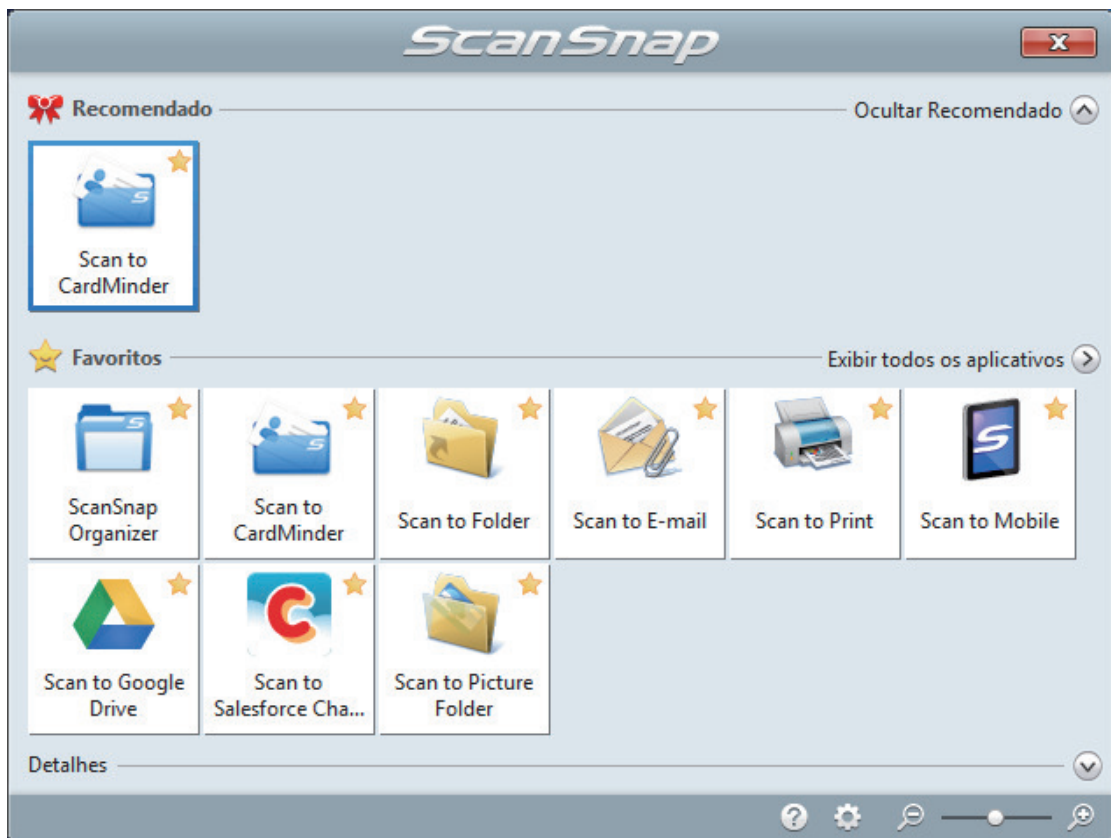 ScanSnap
Recomendado
Ocultar Recomendado
Scan to
CardMinder
Favoritos
Exibir todos os aplicativos
ScanSnap
Organizer
Scan to
CardMinder
Scan to Folder
Scan to E-mail
Scan to Print
Scan to Mobile
Scan to Google
Drive
Scan to
Salesforce Cha...
Scan to Picture
Folder
Detalhes